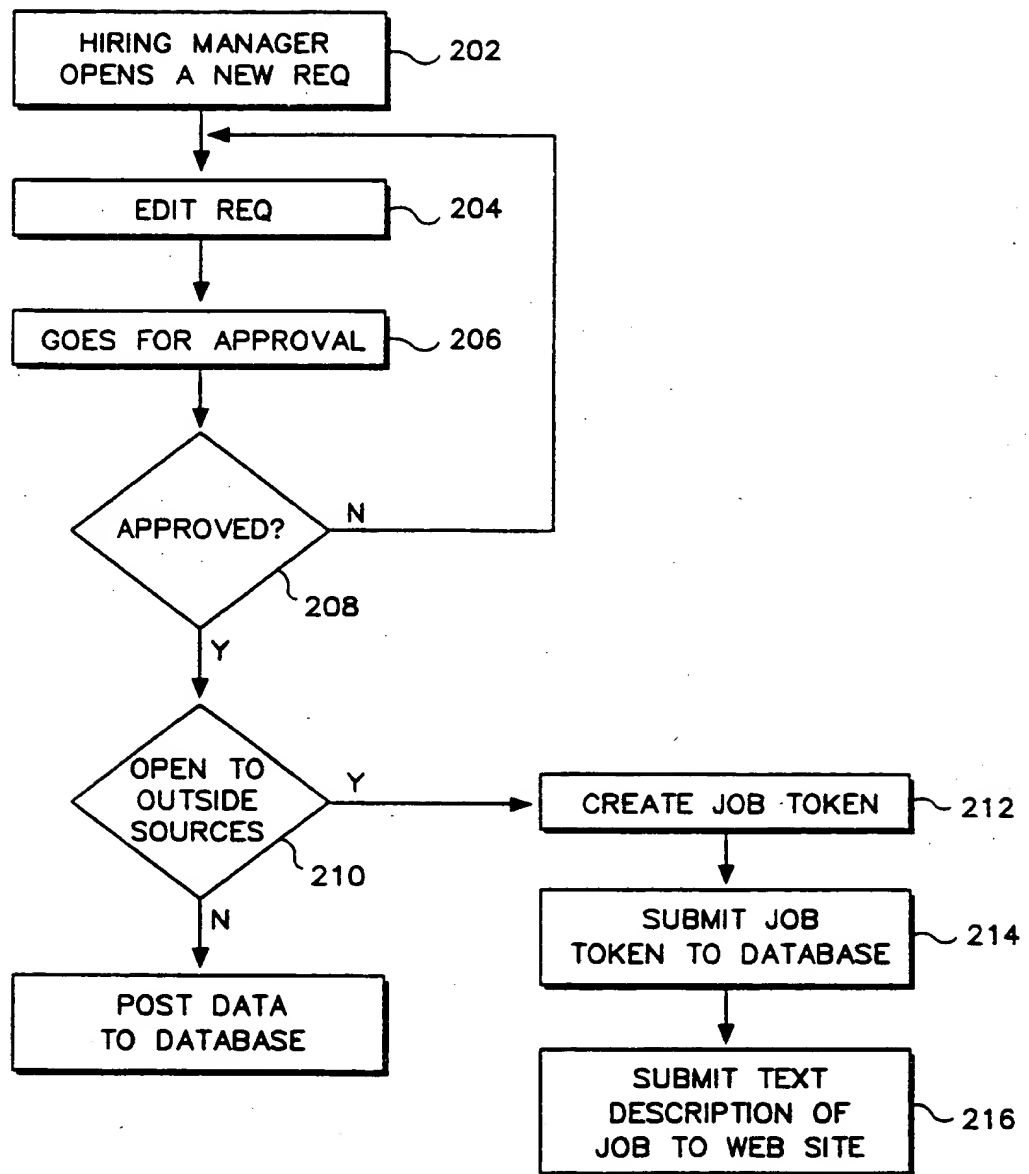 HIRING MANAGER
OPENS A NEW REQ
202
EDIT REQ
204
GOES FOR APPROVAL
206
APPROVED?
N
208
Y
OPEN TO
OUTSIDE
SOURCES
Y
210
N
POST DATA
TO DATABASE
CREATE JOB TOKEN
212
SUBMIT JOB
TOKEN TO DATABASE
214
SUBMIT TEXT
DESCRIPTION OF
JOB TO WEB SITE
216